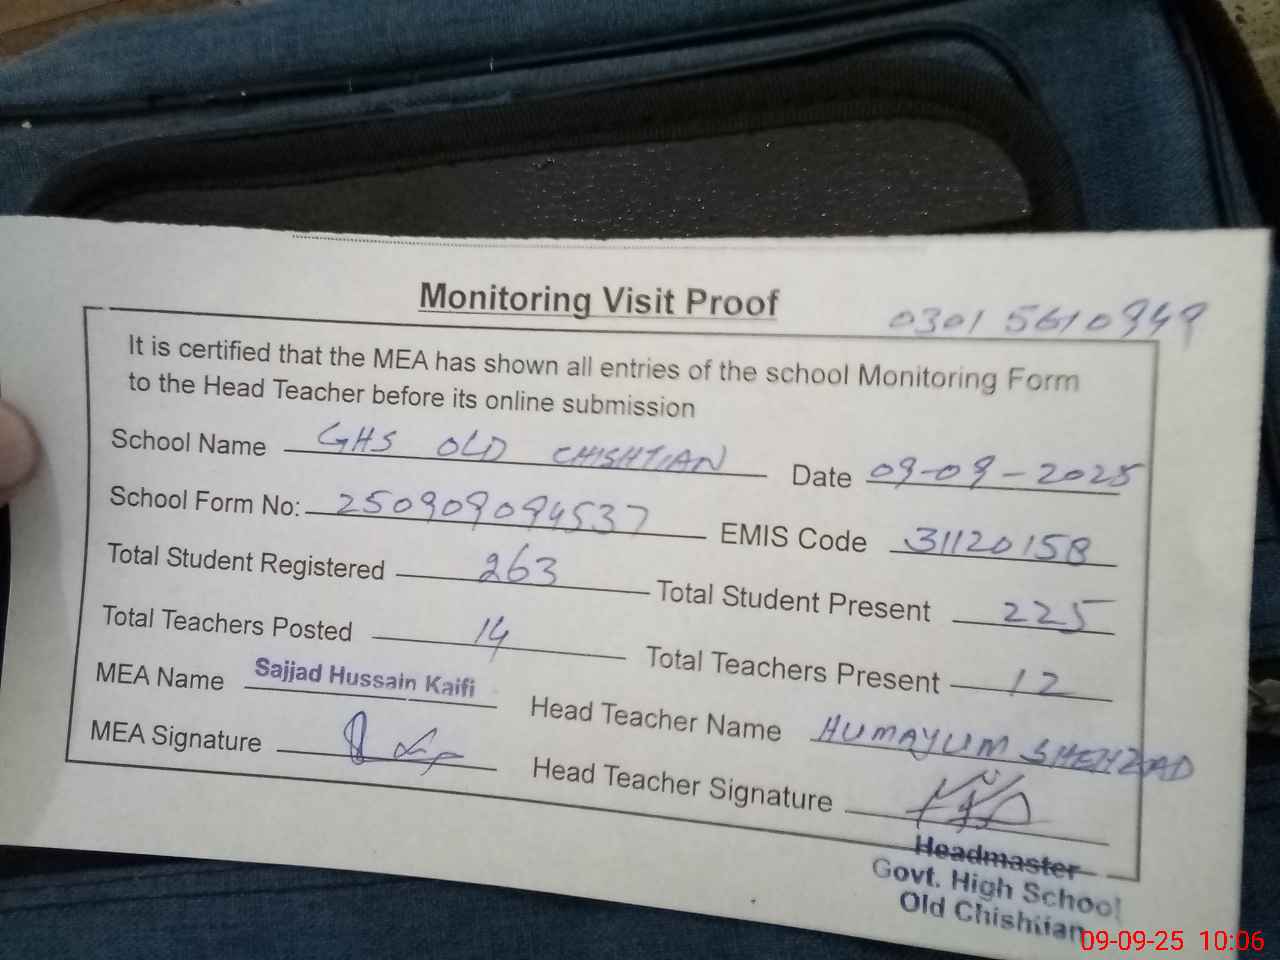 Monitoring Visit Proof
0301 5610949
It is certified that the MEA has shown all entries of the school Monitoring Form
to the Head Teacher before its online submission
School Name GHS OLD CHISHTIAN Date 09-09-2025
School Form No: 250909094537 EMIS Code 31120158
Total Student Registered 263 Total Student Present 225
Total Teachers Posted 14 Total Teachers Present 12
MEA Name Sajjad Hussain Kaifi Head Teacher Name HUMAYUM SHEHZAD
MEA Signature Head Teacher Signature
Headmaster
Govt. High School
Old Chishtian
09-09-25 10:06